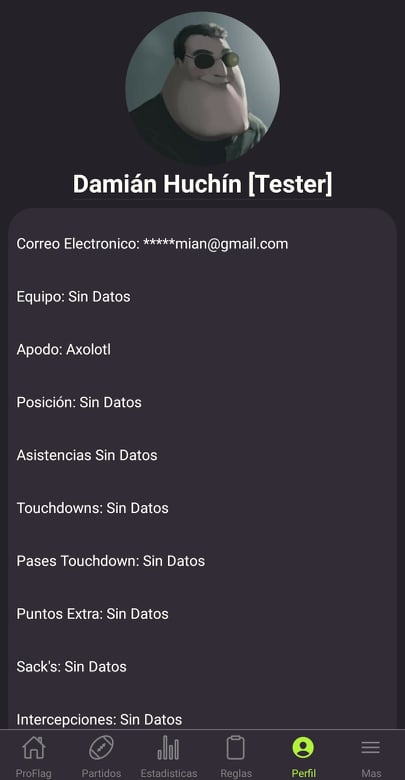 Damián Huchín [Tester]
Correo Electronico: *****mian@gmail.com
Equipo: Sin Datos
Apodo: Axolotl
Posición: Sin Datos
Asistencias Sin Datos
Touchdowns: Sin Datos
Pases Touchdown: Sin Datos
Puntos Extra: Sin Datos
Sack's: Sin Datos
Intercepciones: Sin Datos
ProFlag Partidos Estadisticas Reglas Perfil Mas